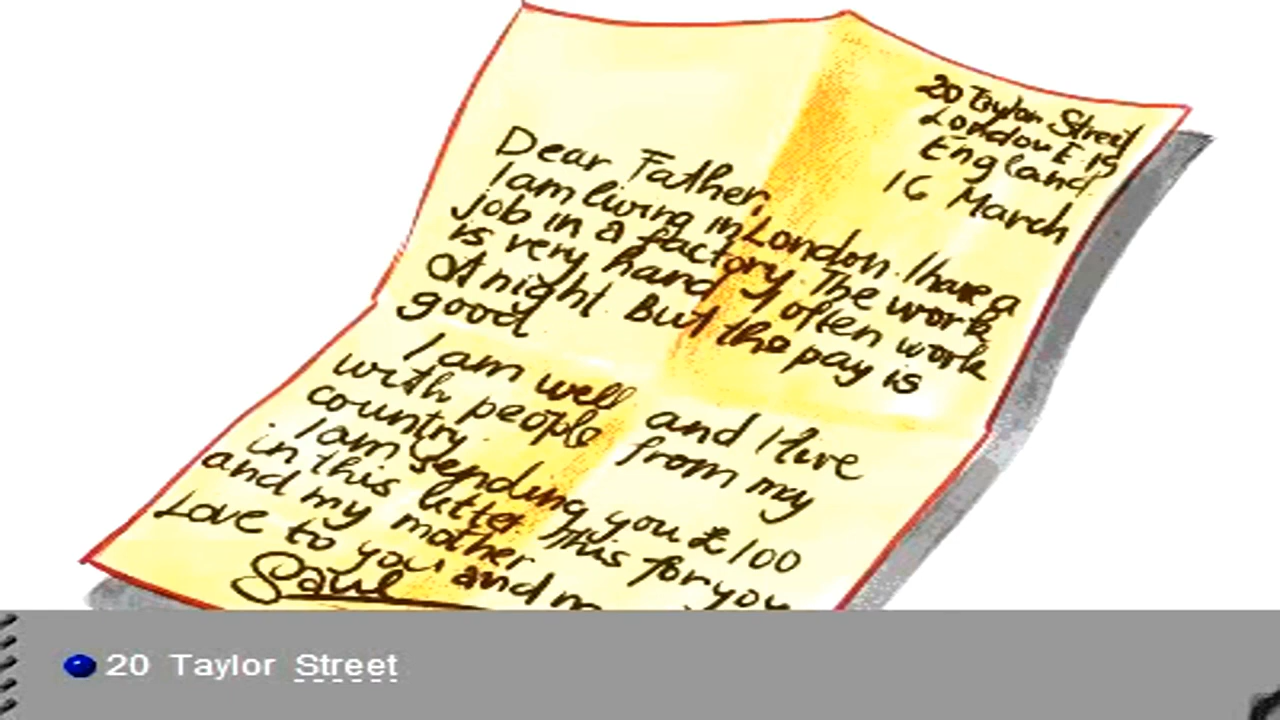 20 Taylor Street
London E 19
England
16 March
Dear Father,
I am living in London. I have a
job in a factory. The work
is very hard I often work
at night. But the pay is
good
I am well and I live
with people from my
country.
I am sending you £100
in this letter This for you
and my mother
Love to you and
Saul
20 Taylor Street